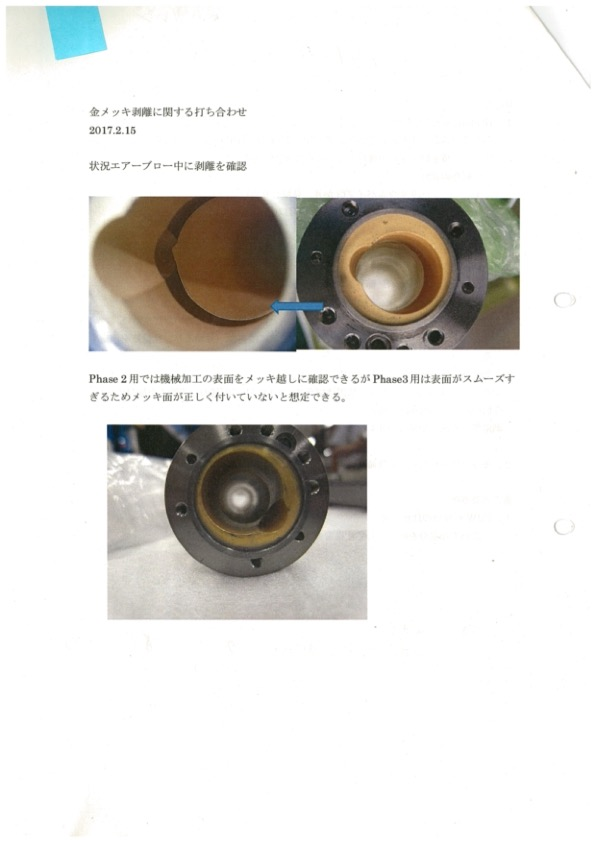 金メッキ剥離に関する打ち合わせ
2017.2.15
状況エアーブロー中に剥離を確認
Phase 2 用では機械加工の表面をメッキ越しに確認できるが Phase3 用は表面がスムーズす
ぎるためメッキ面が正しく付いていないと想定できる。